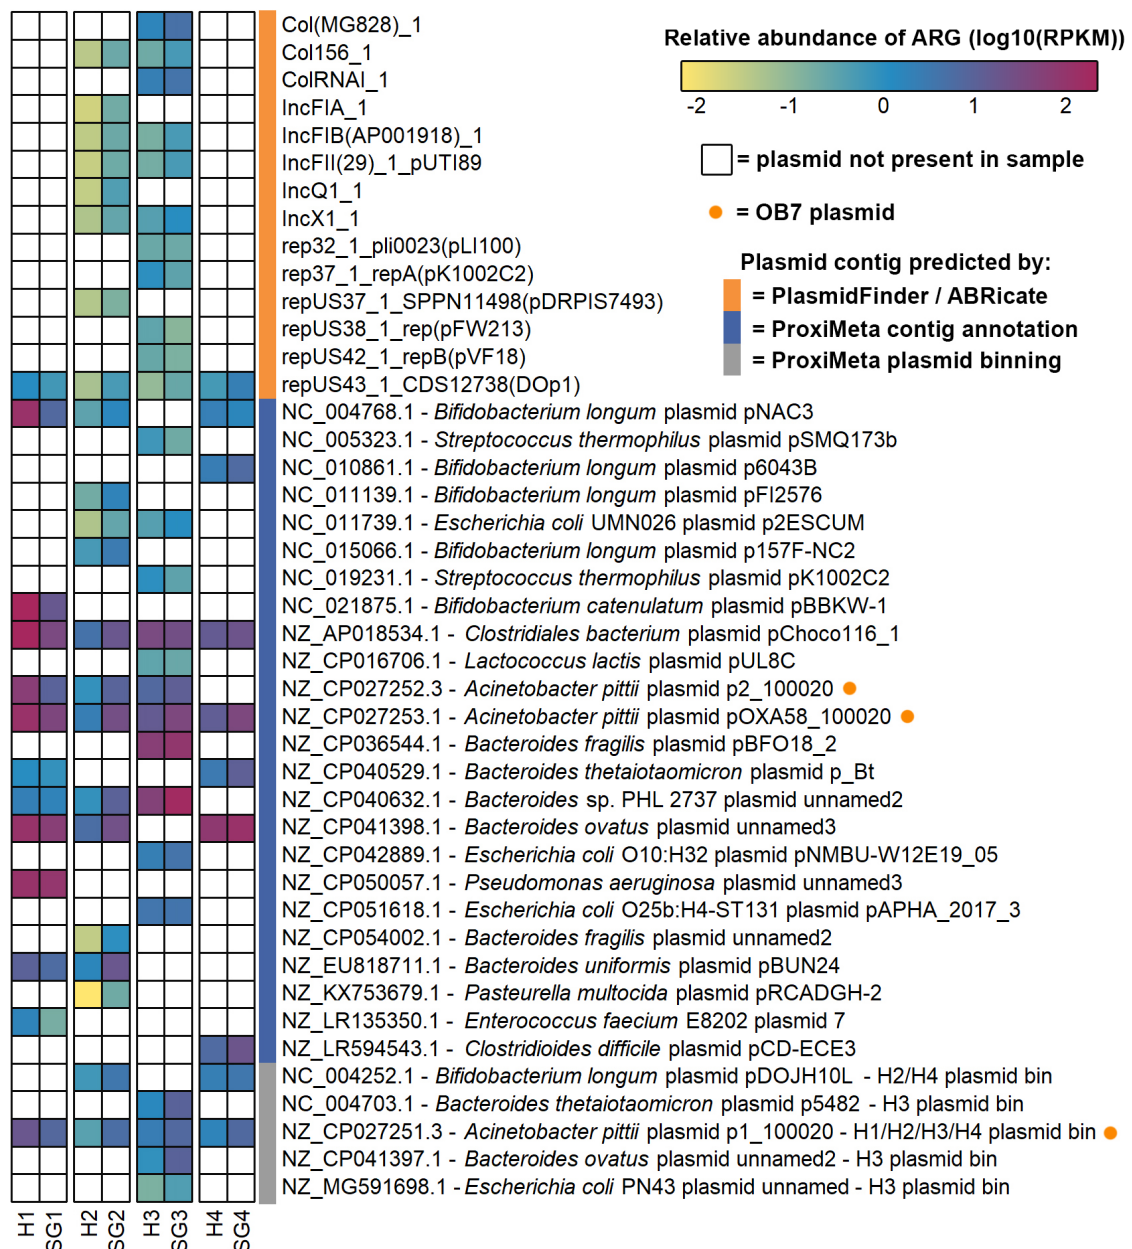 Col(MG828)_1
Col156_1
ColRNAI_1
IncFIA_1
IncFIB(AP001918)_1
IncFII(29)_1_pUTI89
IncQ1_1
IncX1_1
rep32_1_pli0023(pLI100)
rep37_1_repA(pK1002C2)
repUS37_1_SPPN11498(pDRPIS7493)
repUS38_1_rep(pFW213)
repUS42_1_repB(pVF18)
repUS43_1_CDS12738(DOp1)
NC_004768.1 - Bifidobacterium longum plasmid pNAC3
NC_005323.1 - Streptococcus thermophilus plasmid pSMQ173b
NC_010861.1 - Bifidobacterium longum plasmid p6043B
NC_011139.1 - Bifidobacterium longum plasmid pFI2576
NC_011739.1 - Escherichia coli UMN026 plasmid p2ESCUM
NC_015066.1 - Bifidobacterium longum plasmid p157F-NC2
NC_019231.1 - Streptococcus thermophilus plasmid pK1002C2
NC_021875.1 - Bifidobacterium catenulatum plasmid pBBKW-1
NZ_AP018534.1 - Clostridiales bacterium plasmid pChoco116_1
NZ_CP016706.1 - Lactococcus lactis plasmid pUL8C
NZ_CP027252.3 - Acinetobacter pittii plasmid p2_100020
NZ_CP027253.1 - Acinetobacter pittii plasmid pOXA58_100020
NZ_CP036544.1 - Bacteroides fragilis plasmid pBFO18_2
NZ_CP040529.1 - Bacteroides thetaiotaomicron plasmid p_Bt
NZ_CP040632.1 - Bacteroides sp. PHL 2737 plasmid unnamed2
NZ_CP041398.1 - Bacteroides ovatus plasmid unnamed3
NZ_CP042889.1 - Escherichia coli O10:H32 plasmid pNMBU-W12E19_05
NZ_CP050057.1 - Pseudomonas aeruginosa plasmid unnamed3
NZ_CP051618.1 - Escherichia coli O25b:H4-ST131 plasmid pAPHA_2017_3
NZ_CP054002.1 - Bacteroides fragilis plasmid unnamed2
NZ_EU818711.1 - Bacteroides uniformis plasmid pBUN24
NZ_KX753679.1 - Pasteurella multocida plasmid pRCADGH-2
NZ_LR135350.1 - Enterococcus faecium E8202 plasmid 7
NZ_LR594543.1 - Clostridioides difficile plasmid pCD-ECE3
NC_004252.1 - Bifidobacterium longum plasmid pDOJH10L - H2/H4 plasmid bin
NC_004703.1 - Bacteroides thetaiotaomicron plasmid p5482 - H3 plasmid bin
NZ_CP027251.3 - Acinetobacter pittii plasmid p1_100020 - H1/H2/H3/H4 plasmid bin
NZ_CP041397.1 - Bacteroides ovatus plasmid unnamed2 - H3 plasmid bin
NZ_MG591698.1 - Escherichia coli PN43 plasmid unnamed - H3 plasmid bin
H1 SG1 H2 SG2 H3 SG3 H4 SG4
Relative abundance of ARG (log10(RPKM))
-2 -1 0 1 2
= plasmid not present in sample
= OB7 plasmid
Plasmid contig predicted by:
= PlasmidFinder / ABRicate
= ProxiMeta contig annotation
= ProxiMeta plasmid binning